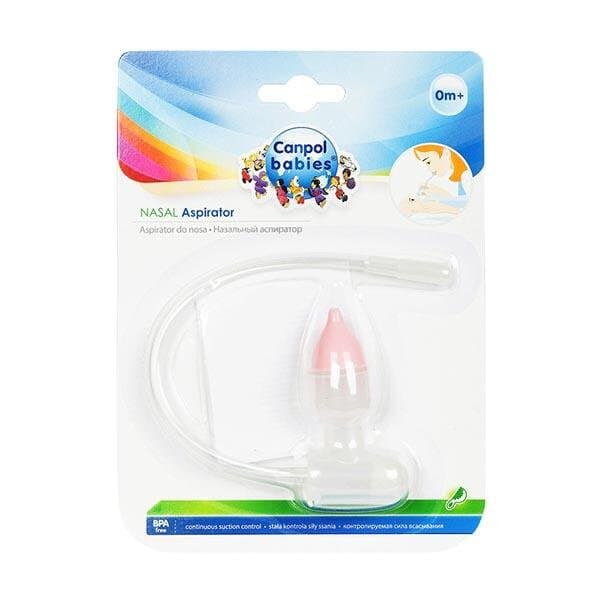 0m+
Canpol
babies®
NASAL Aspirator
Aspirator do nosa • Назальный аспиратор
BPA
free
continuous suction control • stała kontrola siły ssania • контролируемая сила всасывания